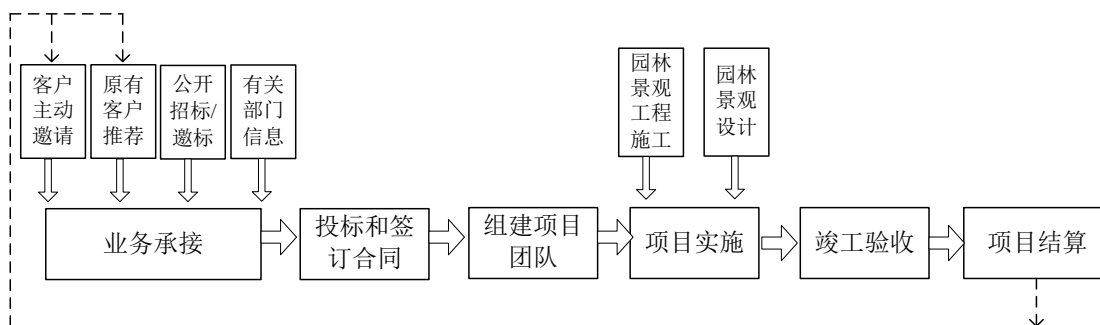 客户
主动
邀请
原有
客户
推荐
公开
招标/
邀标
有关
部门
信息
园林
景观
工程
施工
园林
景观
设计
业务承接
投标和签
订合同
组建项目
团队
项目实施
竣工验收
项目结算